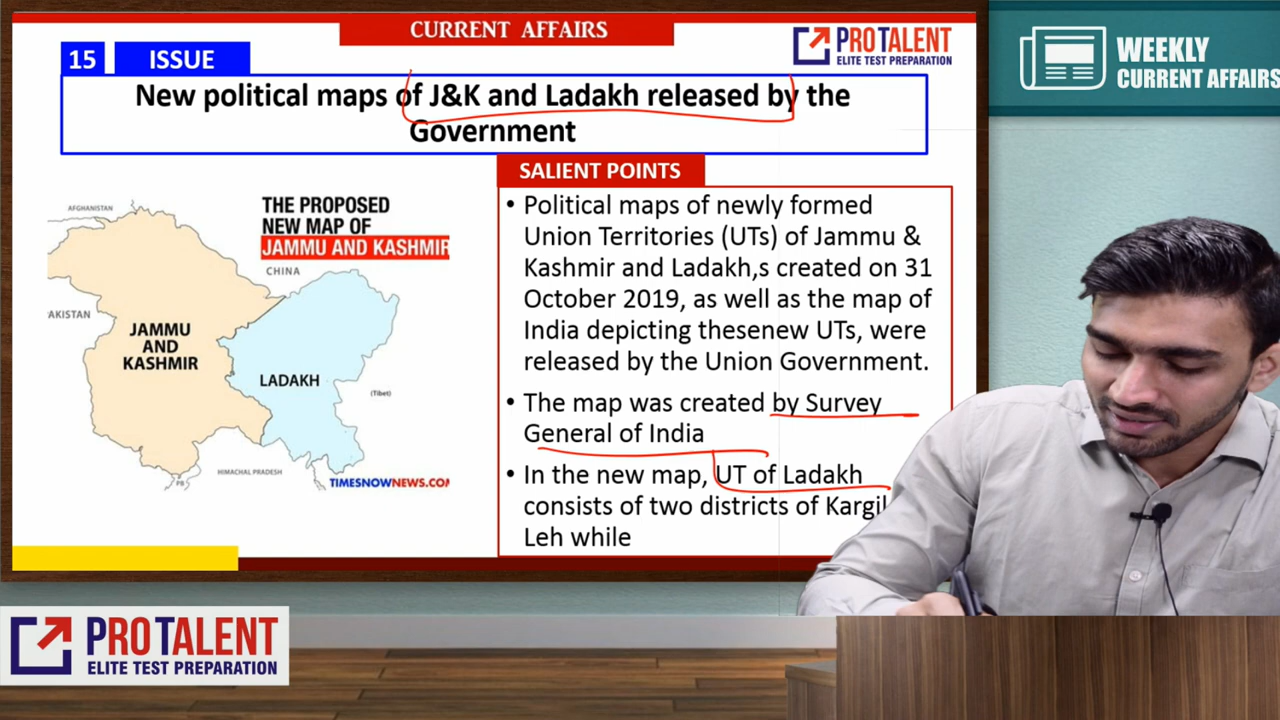 CURRENT AFFAIRS
PROTALENT
ELITE TEST PREPARATION
WEEKLY
CURRENT AFFAIRS
15
ISSUE
New political maps of J&K and Ladakh released by the
Government
SALIENT POINTS
• Political maps of newly formed
Union Territories (UTs) of Jammu &
Kashmir and Ladakh,s created on 31
October 2019, as well as the map of
India depicting thesenew UTs, were
released by the Union Government.
• The map was created by Survey
General of India
• In the new map, UT of Ladakh
consists of two districts of Kargil
Leh while
THE PROPOSED
NEW MAP OF
JAMMU AND KASHMIR
AFGHANISTAN
CHINA
AKISTAN
JAMMU
AND
KASHMIR
LADAKH
(Tibet)
HIMACHAL PRADESH
PB
TIMESNOWNEWS.COM
PROTALENT
ELITE TEST PREPARATION